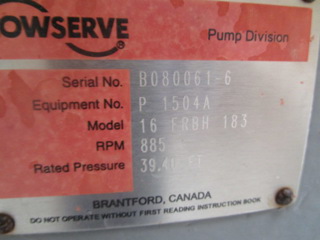 OWSERVE
Pump Division
Serial No. B080061-6
Equipment No. P 1504A
Model 16 FRBH 183
RPM 885
Rated Pressure
BRANTFORD, CANADA
DO NOT OPERATE WITHOUT FIRST READING INSTRUCTION BOOK